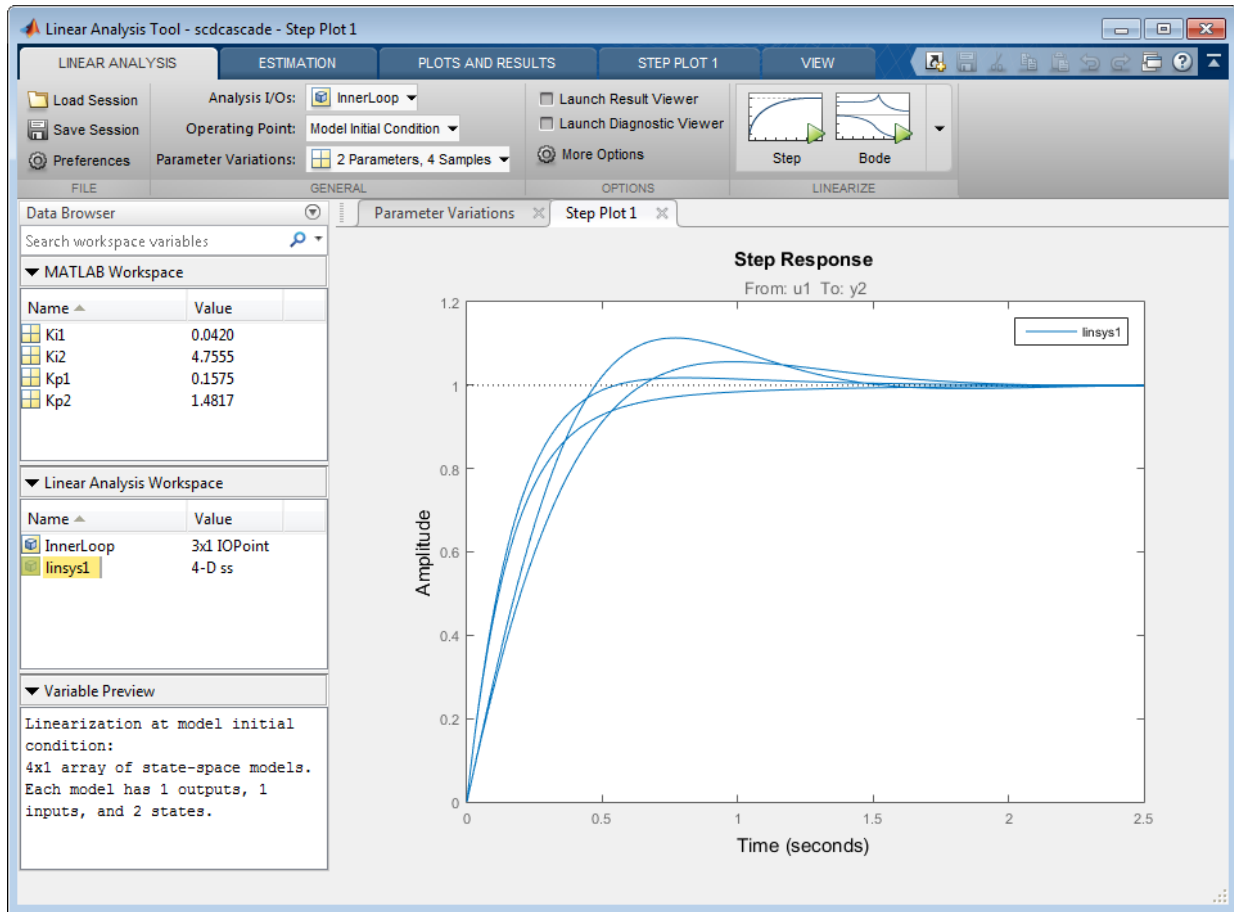 Linear Analysis Tool - scdcascade - Step Plot 1
LINEAR ANALYSIS ESTIMATION PLOTS AND RESULTS STEP PLOT 1 VIEW
Load Session
Save Session
Preferences
FILE
Analysis I/Os: InnerLoop
Operating Point: Model Initial Condition
Parameter Variations: 2 Parameters, 4 Samples
GENERAL
Launch Result Viewer
Launch Diagnostic Viewer
More Options
OPTIONS
Step Bode
LINEARIZE
Data Browser
Search workspace variables
MATLAB Workspace
Name Value
Ki1 0.0420
Ki2 4.7555
Kp1 0.1575
Kp2 1.4817
Linear Analysis Workspace
Name Value
InnerLoop 3x1 IOPoint
linsys1 4-D ss
Variable Preview
Linearization at model initial
condition:
4x1 array of state-space models.
Each model has 1 outputs, 1
inputs, and 2 states.
Parameter Variations Step Plot 1
Step Response
From: u1 To: y2
linsys1
Amplitude
1.2
1
0.8
0.6
0.4
0.2
0
0 0.5 1 1.5 2 2.5
Time (seconds)